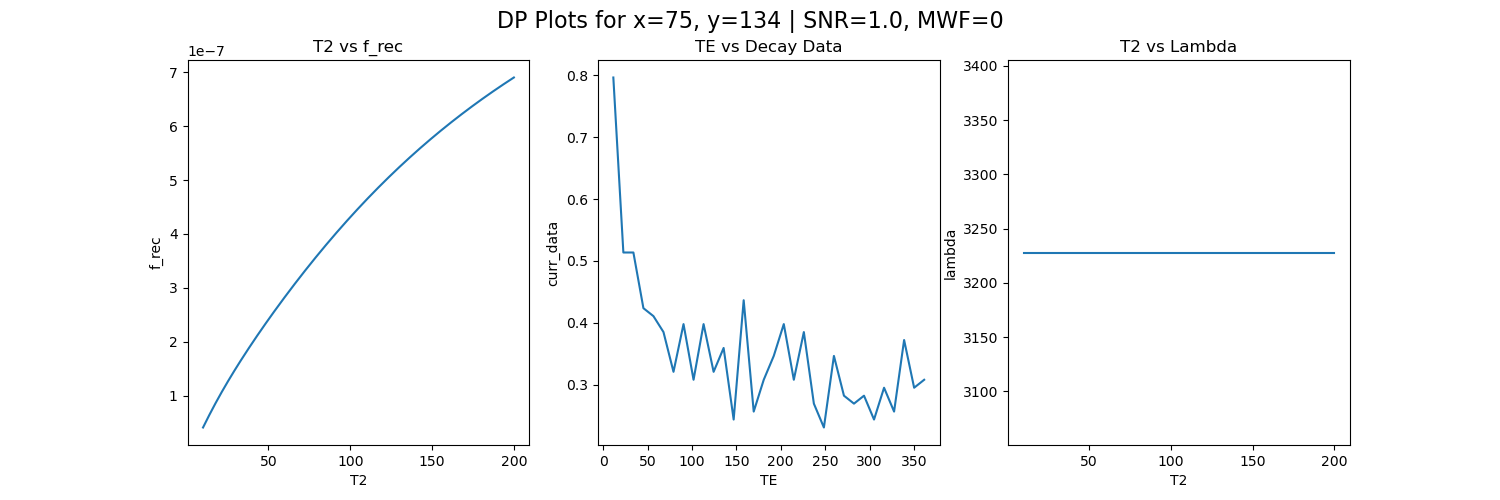 DP Plots for x=75, y=134 | SNR=1.0, MWF=0
T2 vs f_rec
1e−7
7
6
5
4
3
2
1
f_rec
50 100 150 200
T2
TE vs Decay Data
0.8
0.7
0.6
0.5
0.4
0.3
curr_data
0 50 100 150 200 250 300 350
TE
T2 vs Lambda
3400
3350
3300
3250
3200
3150
3100
lambda
50 100 150 200
T2